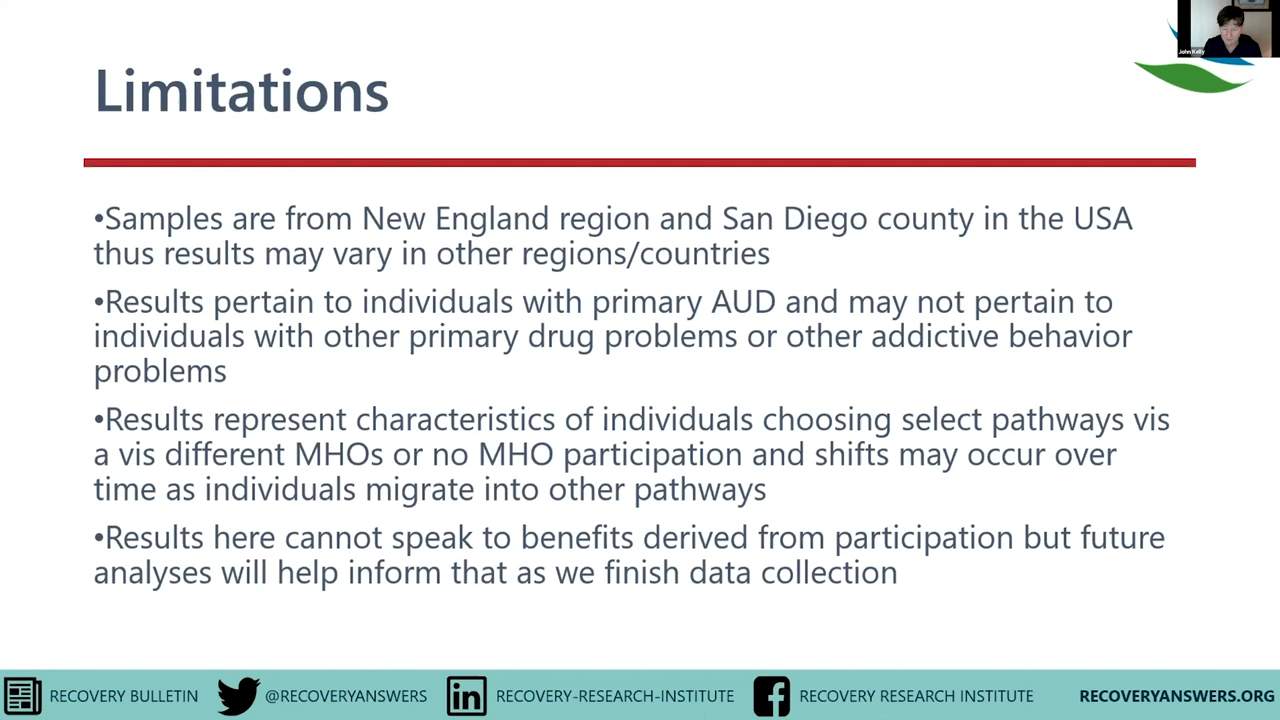 John Kelly
Limitations
•Samples are from New England region and San Diego county in the USA
thus results may vary in other regions/countries
•Results pertain to individuals with primary AUD and may not pertain to
individuals with other primary drug problems or other addictive behavior
problems
•Results represent characteristics of individuals choosing select pathways vis
a vis different MHOs or no MHO participation and shifts may occur over
time as individuals migrate into other pathways
•Results here cannot speak to benefits derived from participation but future
analyses will help inform that as we finish data collection
RECOVERY BULLETIN @RECOVERYANSWERS RECOVERY-RESEARCH-INSTITUTE RECOVERY RESEARCH INSTITUTE RECOVERYANSWERS.ORG